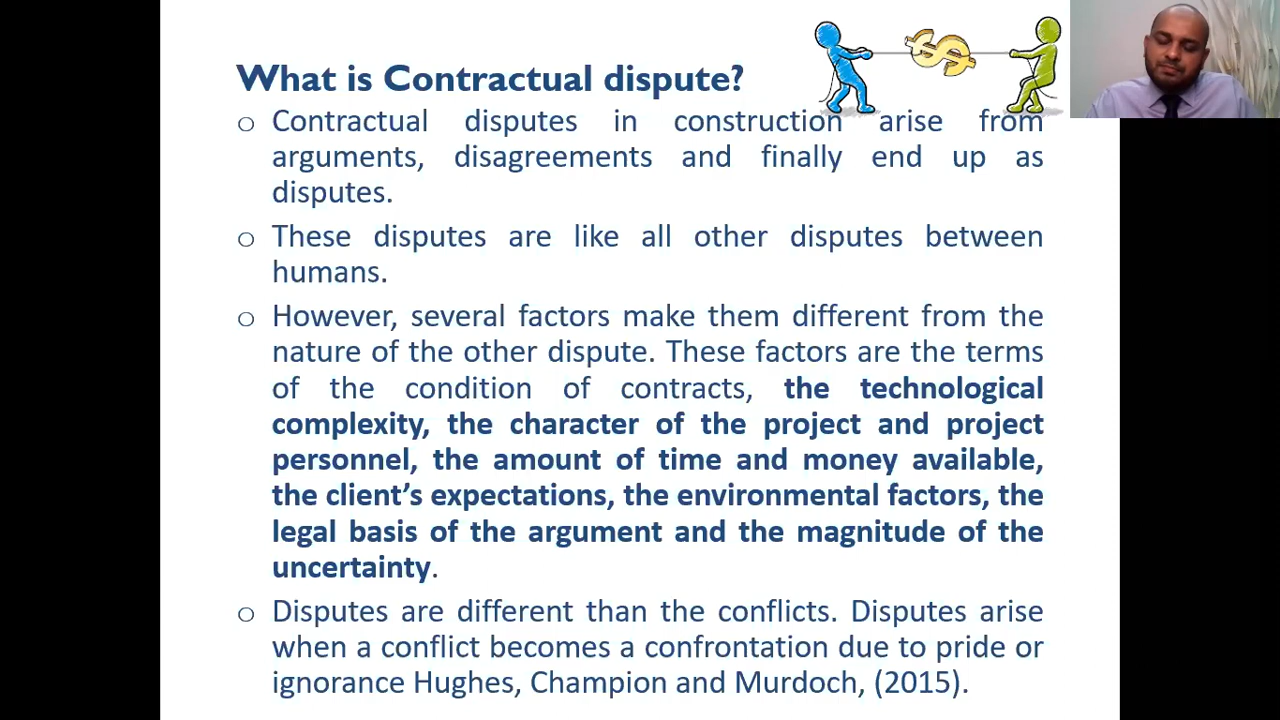 What is Contractual dispute?
o Contractual disputes in construction arise from
arguments, disagreements and finally end up as
disputes.
o These disputes are like all other disputes between
humans.
o However, several factors make them different from the
nature of the other dispute. These factors are the terms
of the condition of contracts, the technological
complexity, the character of the project and project
personnel, the amount of time and money available,
the client’s expectations, the environmental factors, the
legal basis of the argument and the magnitude of the
uncertainty.
o Disputes are different than the conflicts. Disputes arise
when a conflict becomes a confrontation due to pride or
ignorance Hughes, Champion and Murdoch, (2015).